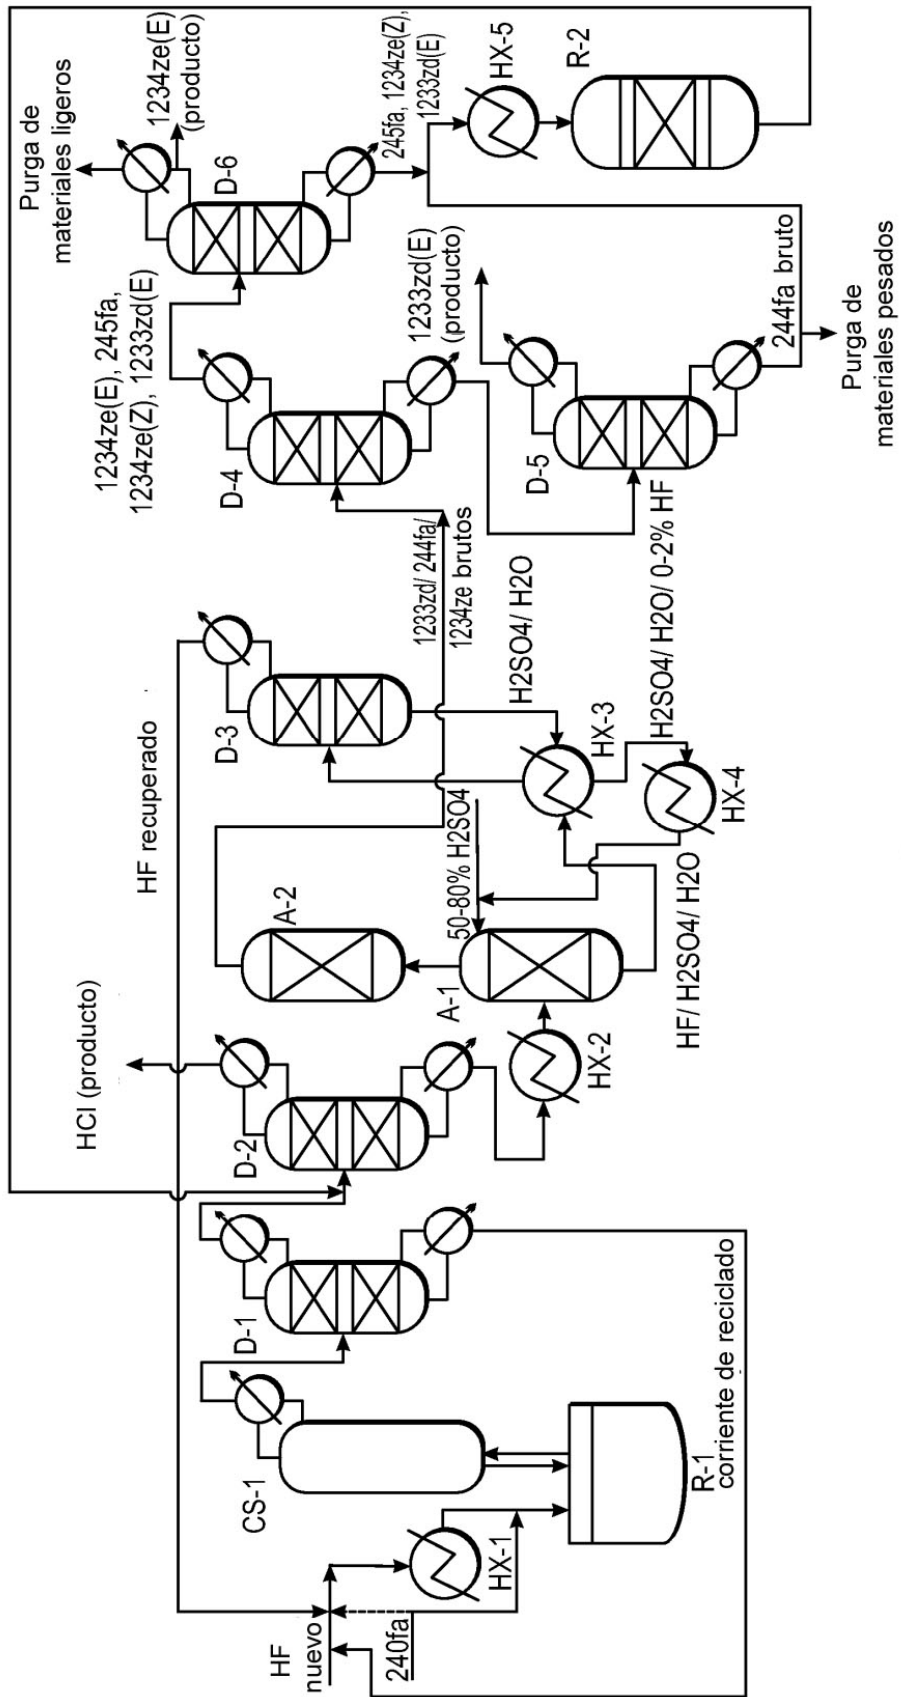 HF
nuevo
240fa
HX-1
CS-1
R-1
corriente de reciclado
D-1
D-2
HCl (producto)
HF recuperado
HX-2
A-1
A-2
50-80% H2SO4
HF/ H2SO4/ H2O
D-3
HX-3
HX-4
H2SO4/ H2O
H2SO4/ H2O/ 0-2% HF
1233zd/ 244fa/
1234ze brutos
D-4
1234ze(E), 245fa,
1234ze(Z), 1233zd(E)
D-5
1233zd(E)
(producto)
244fa bruto
Purga de
materiales pesados
D-6
Purga de
materiales ligeros
1234ze(E)
(producto)
245fa, 1234ze(Z),
1233zd(E)
HX-5
R-2